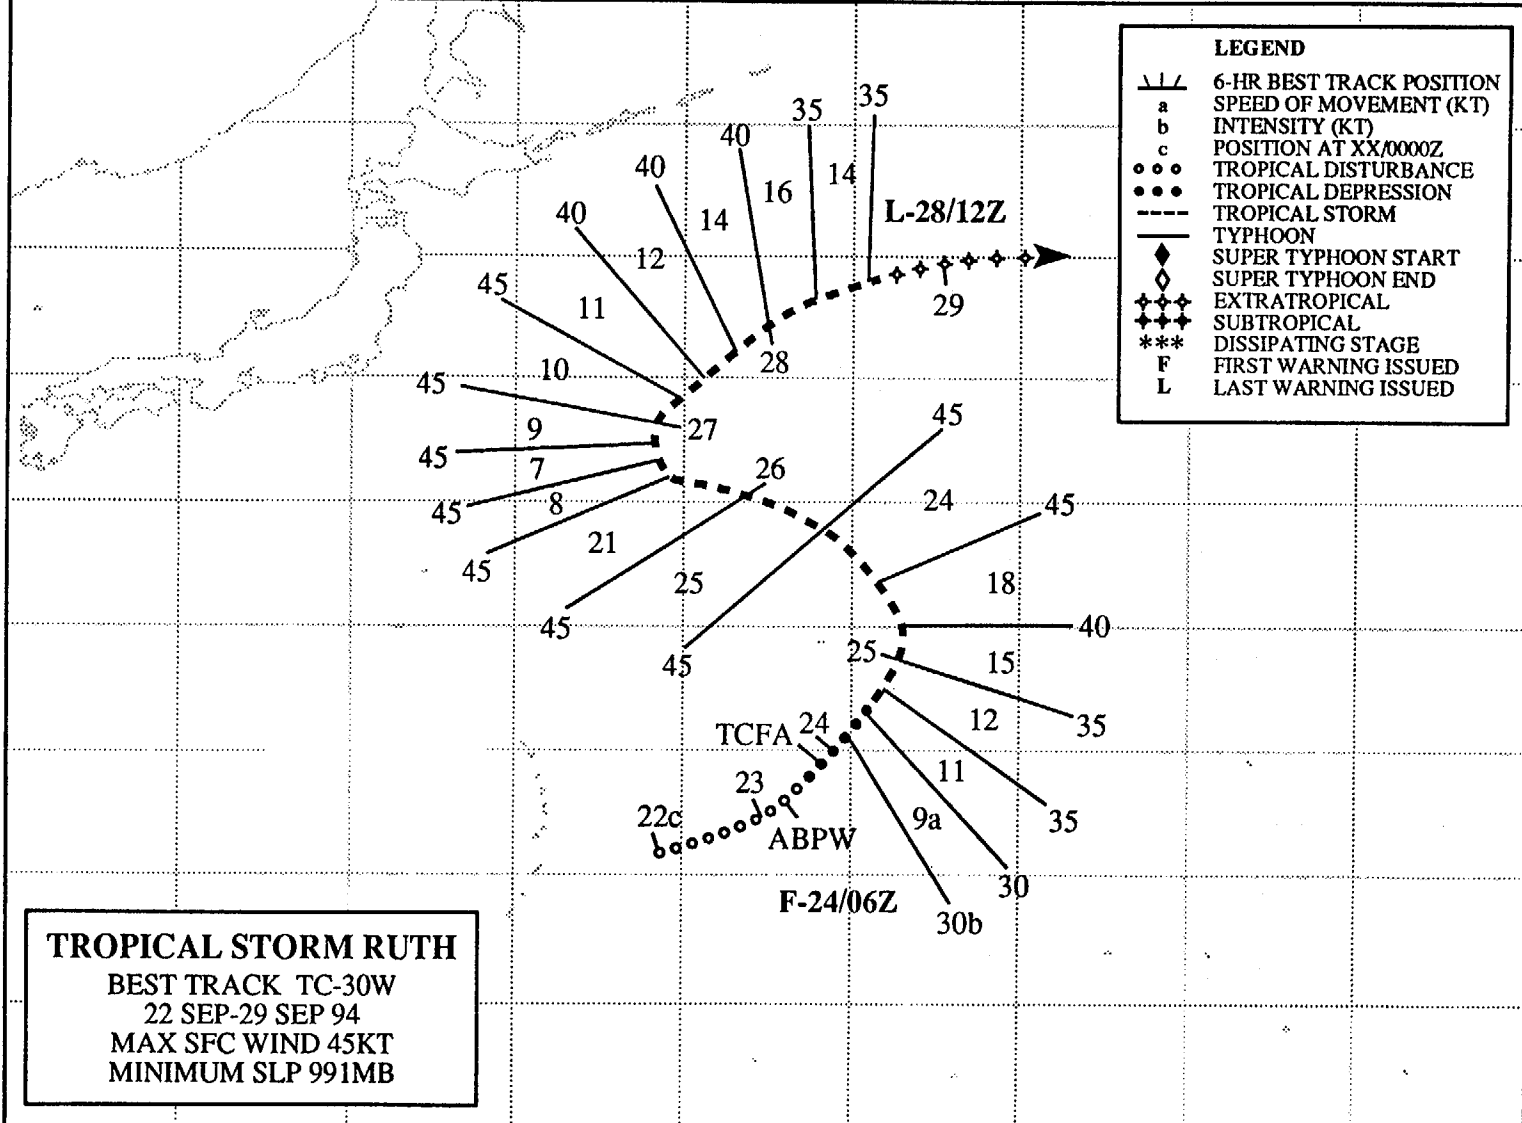 LEGEND
6-HR BEST TRACK POSITION
a SPEED OF MOVEMENT (KT)
b INTENSITY (KT)
c POSITION AT XX/0000Z
TROPICAL DISTURBANCE
TROPICAL DEPRESSION
TROPICAL STORM
TYPHOON
SUPER TYPHOON START
SUPER TYPHOON END
EXTRATROPICAL
SUBTROPICAL
*** DISSIPATING STAGE
F FIRST WARNING ISSUED
L LAST WARNING ISSUED
35
35
40
14
40
16
14
L-28/12Z
40
12
45
11
29
28
10
45
27
9
45
7
26
45
8
45
24
45
21
45
25
18
45
40
45
25
15
35
TCFA
24
12
11
23
35
22c
9a
ABPW
30
F-24/06Z
30b
TROPICAL STORM RUTH
BEST TRACK TC-30W
22 SEP-29 SEP 94
MAX SFC WIND 45KT
MINIMUM SLP 991MB